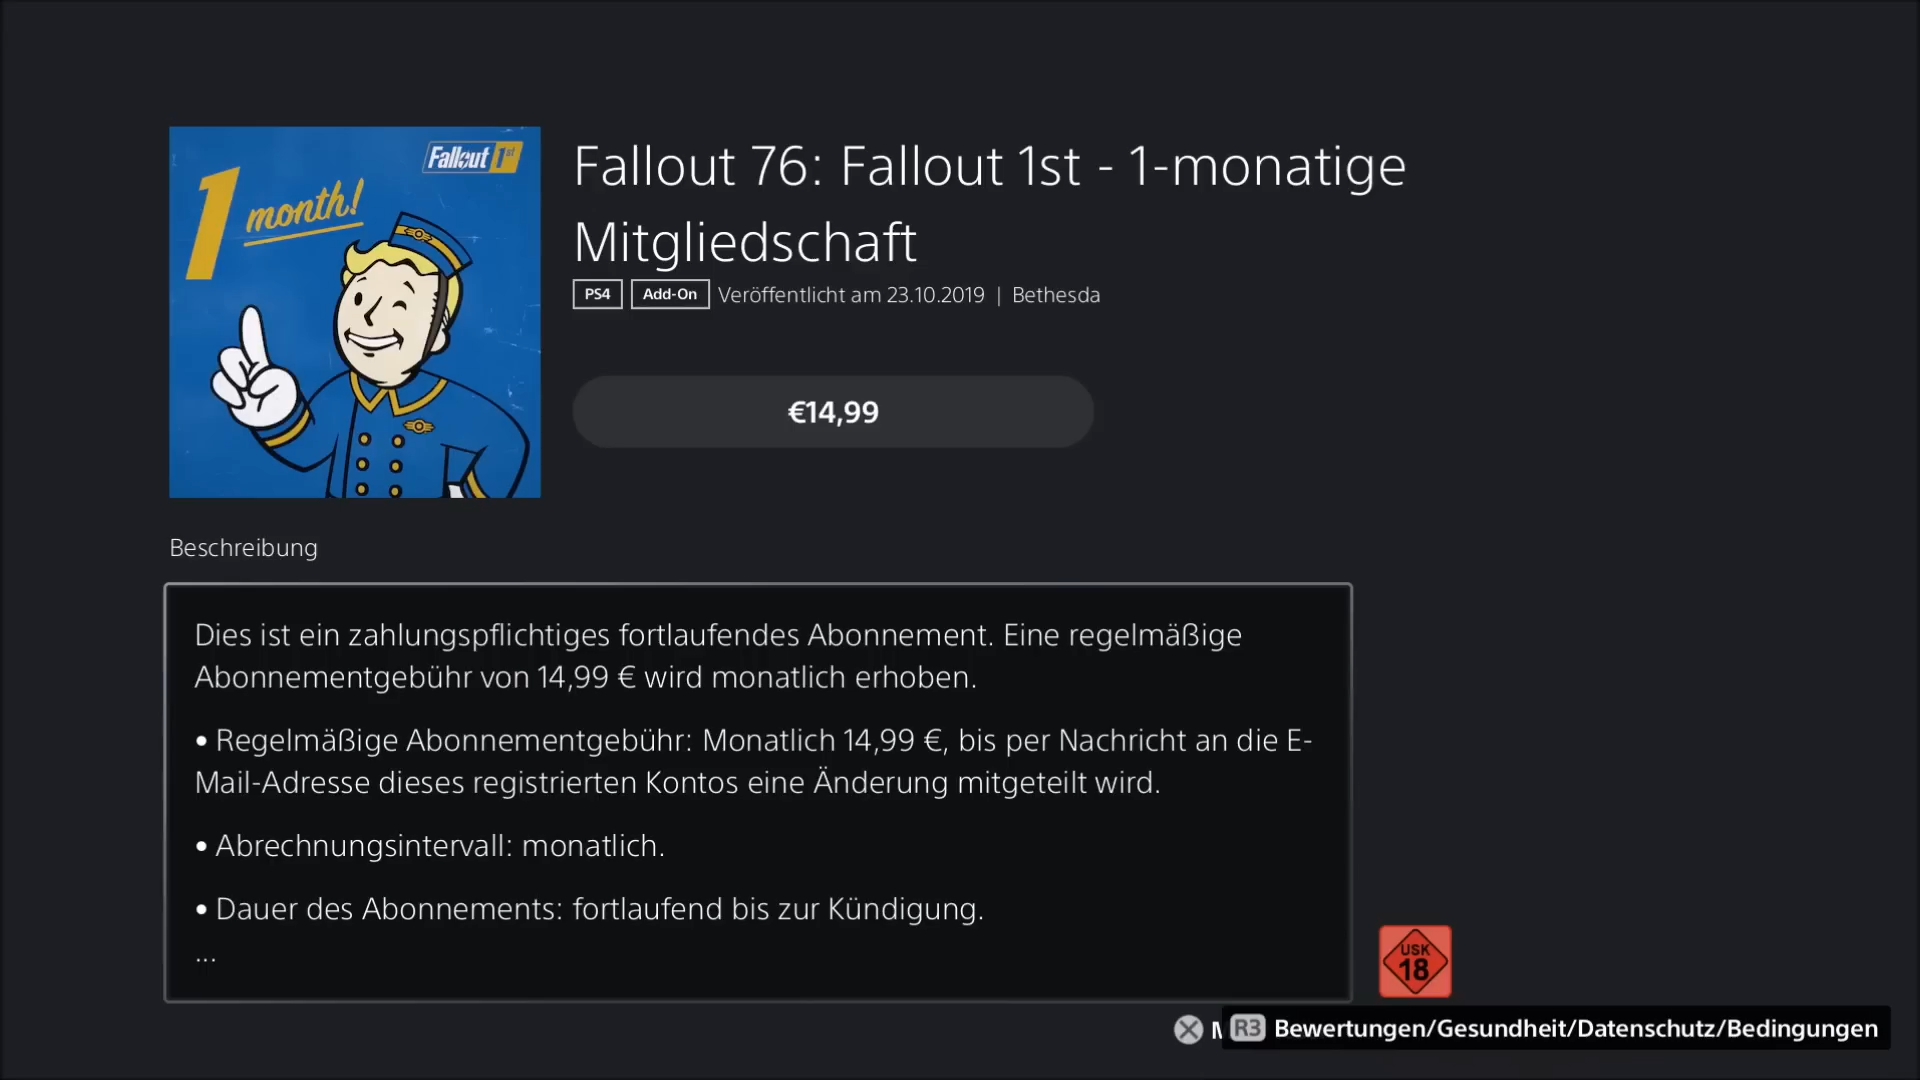 1 month!
Fallout 1st
Fallout 76: Fallout 1st - 1-monatige
Mitgliedschaft
PS4 Add-On Veröffentlicht am 23.10.2019 | Bethesda
€14,99
Beschreibung
Dies ist ein zahlungspflichtiges fortlaufendes Abonnement. Eine regelmäßige
Abonnementgebühr von 14,99 € wird monatlich erhoben.
• Regelmäßige Abonnementgebühr: Monatlich 14,99 €, bis per Nachricht an die E-
Mail-Adresse dieses registrierten Kontos eine Änderung mitgeteilt wird.
• Abrechnungsintervall: monatlich.
• Dauer des Abonnements: fortlaufend bis zur Kündigung.
...
USK
18
R3 Bewertungen/Gesundheit/Datenschutz/Bedingungen